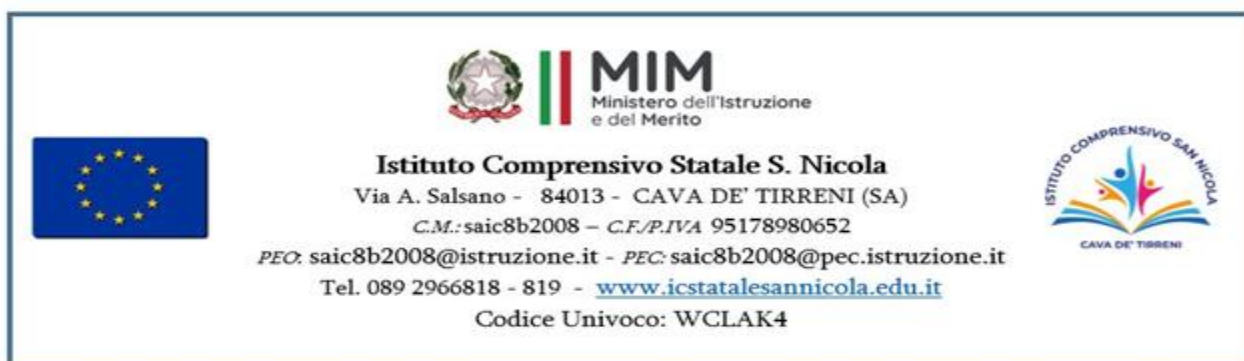 MIM
Ministero dell'Istruzione
e del Merito
Istituto Comprensivo Statale S. Nicola
Via A. Salsano - 84013 - CAVA DE' TIRRENI (SA)
C.M.: saic8b2008 – C.F./P.IVA 95178980652
PEO: saic8b2008@istruzione.it - PEC: saic8b2008@pec.istruzione.it
Tel. 089 2966818 - 819 - www.icstatalesannicola.edu.it
Codice Univoco: WCLAK4
ISTITUTO COMPRENSIVO SAN NICOLA
CAVA DE' TIRRENI